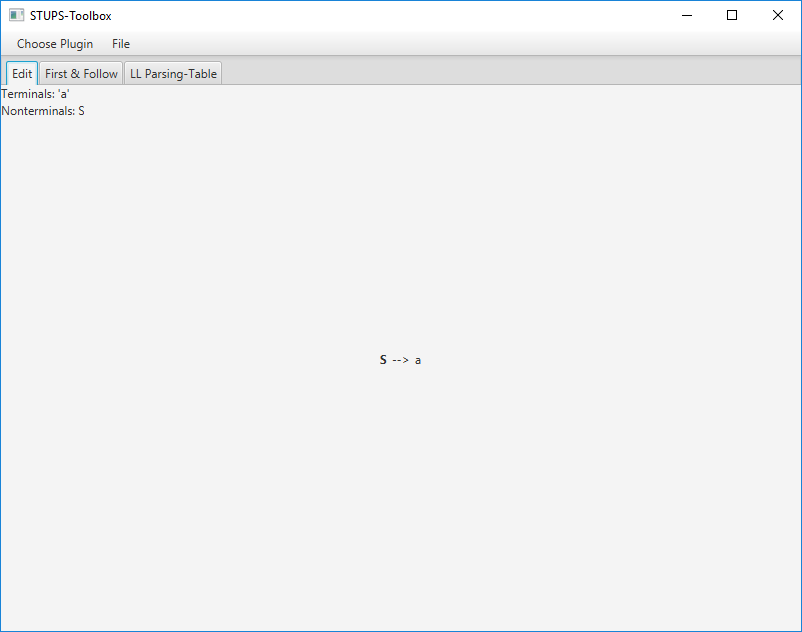 STUPS-Toolbox
Choose Plugin File
Edit First & Follow LL Parsing-Table
Terminals: 'a'
Nonterminals: S
S --> a